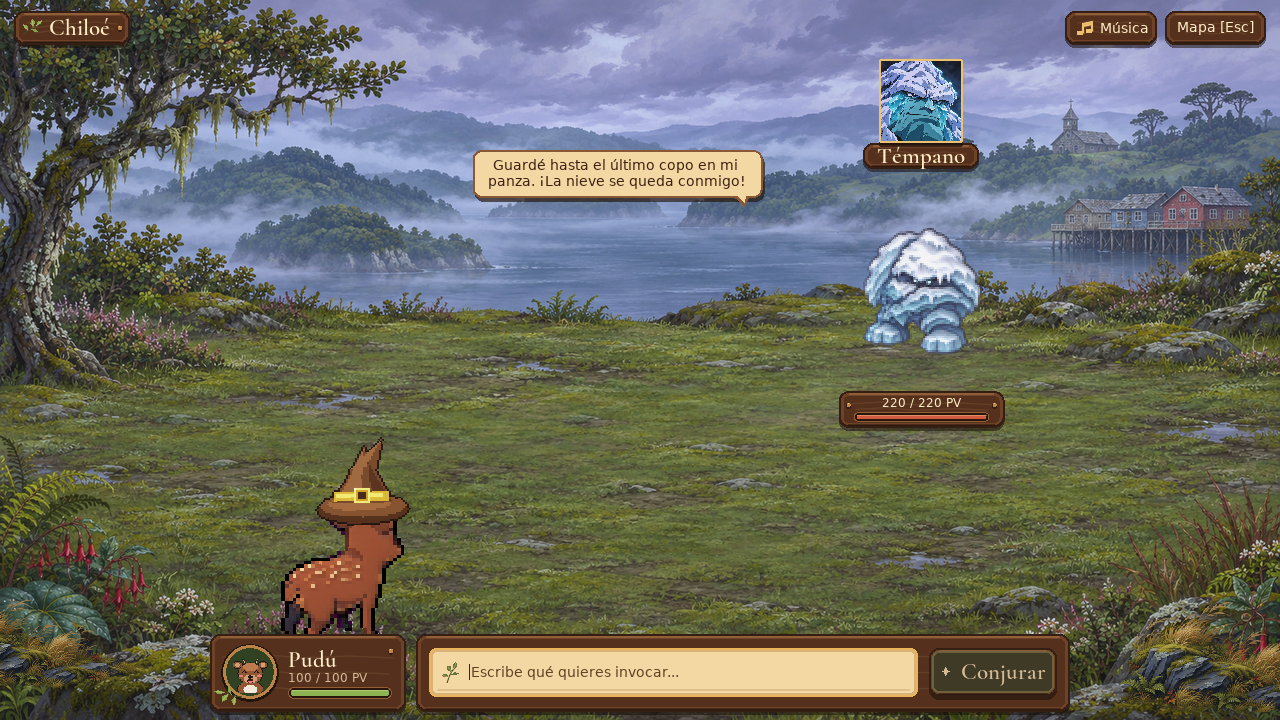 Chiloé
Música
Mapa [Esc]
Témpano
Guardé hasta el último copo en mi
panza. ¡La nieve se queda conmigo!
220 / 220 PV
Pudú
100 / 100 PV
Escribe qué quieres invocar...
Conjurar